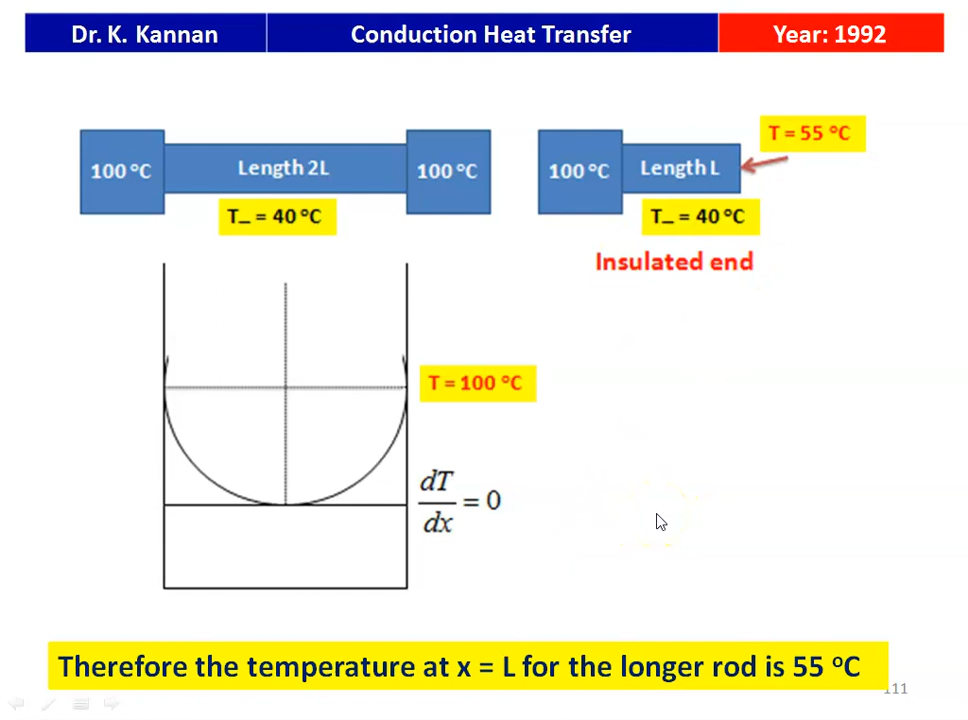 Dr. K. Kannan
Conduction Heat Transfer
Year: 1992
T = 55 °C
100 °C
Length 2L
100 °C
100 °C
Length L
T_ = 40 °C
T_ = 40 °C
Insulated end
T = 100 °C
dT/dx = 0
Therefore the temperature at x = L for the longer rod is 55 °C
111